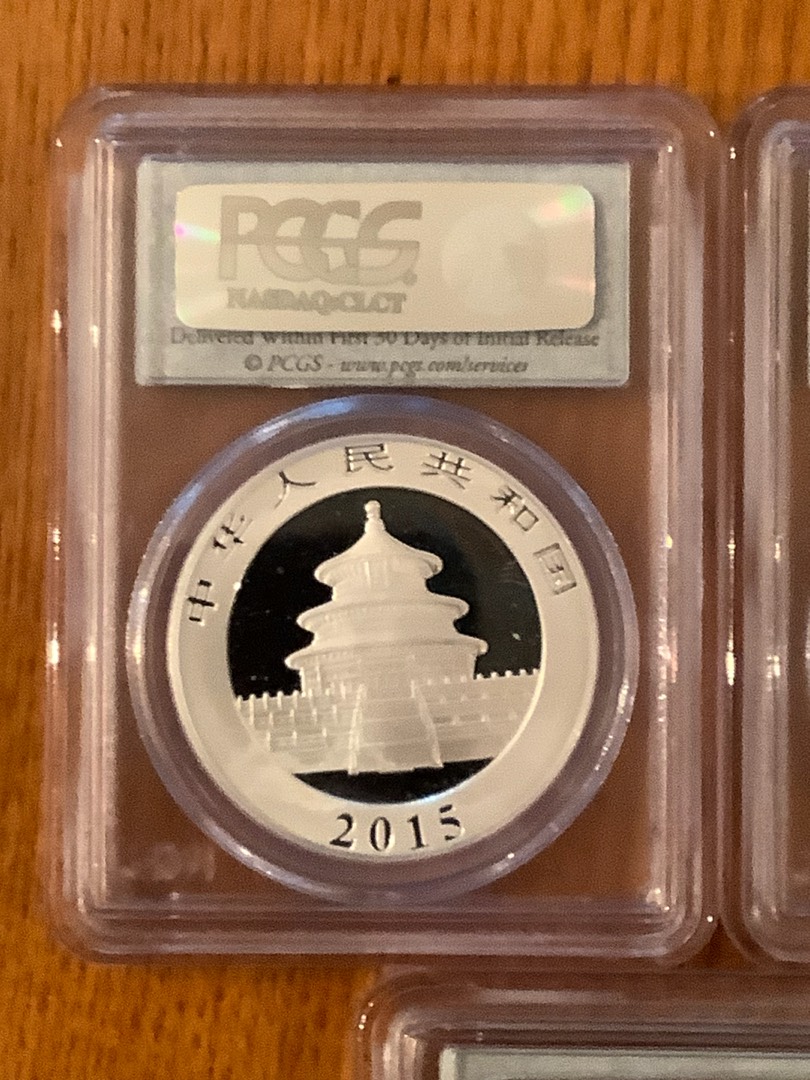 PCGS
NASDAQ:CLCT
Delivered Within First 30 Days of Initial Release
© PCGS - www.pcgs.com/services
中华人民共和国
2015